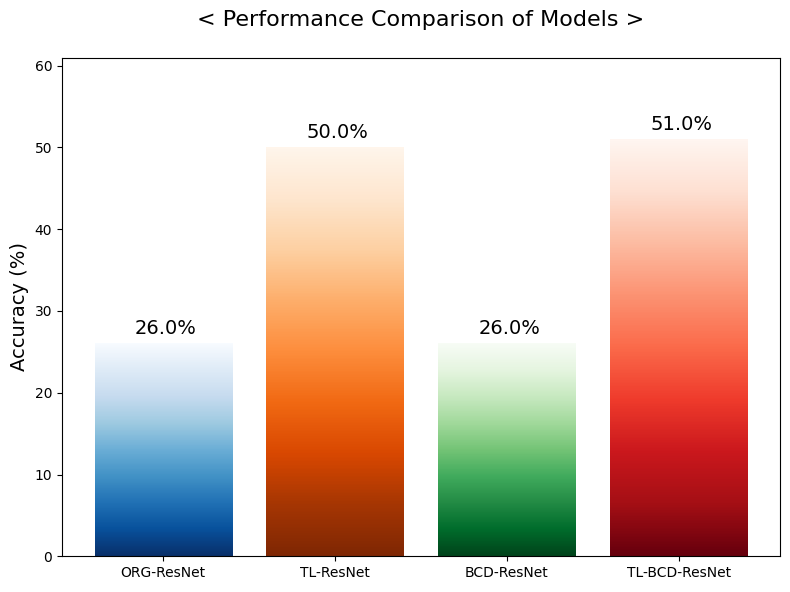 < Performance Comparison of Models >
Accuracy (%)
60
50
40
30
20
10
0
26.0%
50.0%
26.0%
51.0%
ORG-ResNet
TL-ResNet
BCD-ResNet
TL-BCD-ResNet